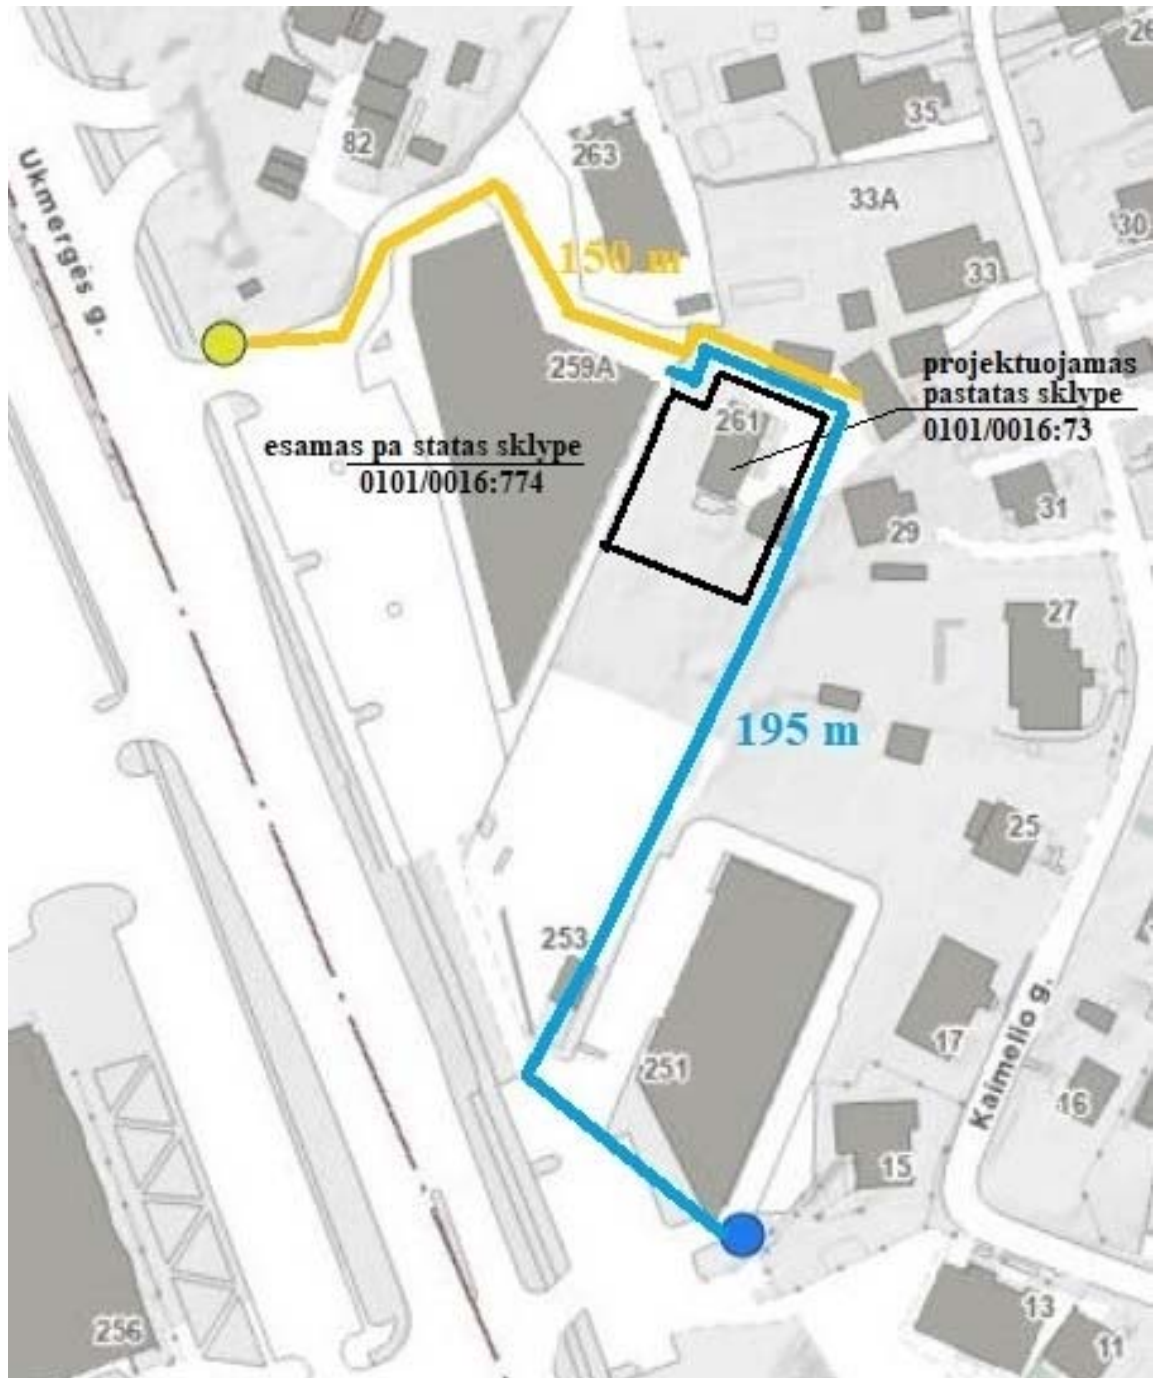 26
35
82
263
33A
30
Ukmergės g.
150 m
33
259A
projektuojamas
pastatas sklype
0101/0016:73
261
esamas pa statas sklype
0101/0016:774
31
29
27
195 m
25
253
17
Kaimelio g.
251
16
15
256
13
11